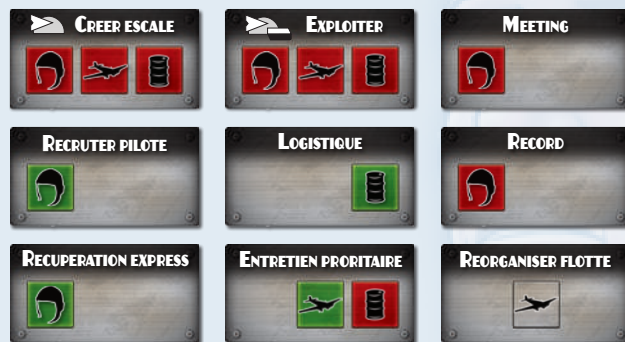 CREER ESCALE
EXPLOITER
MEETING
RECRUTER PILOTE
LOGISTIQUE
RECORD
RECUPERATION EXPRESS
ENTRETIEN PRORITAIRE
REORGANISER FLOTTE